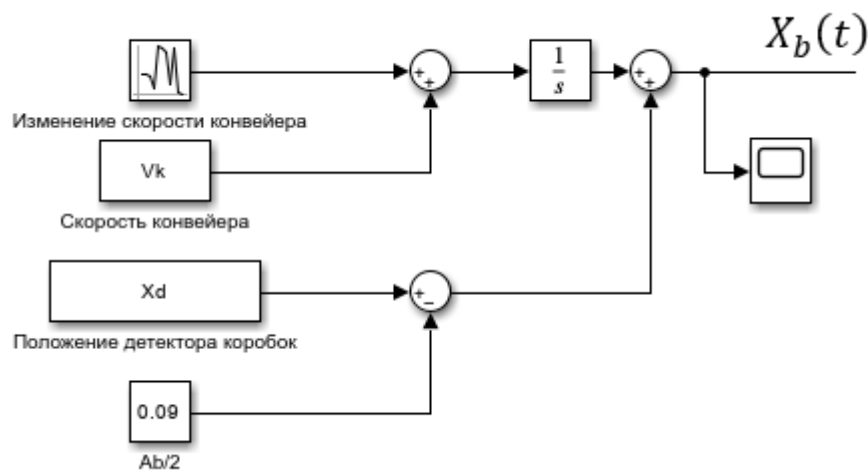 X_b(t)
+
+
1
s
+
+
Изменение скорости конвейера
Vk
Скорость конвейера
Xd
+
−
Положение детектора коробок
0.09
Ab/2